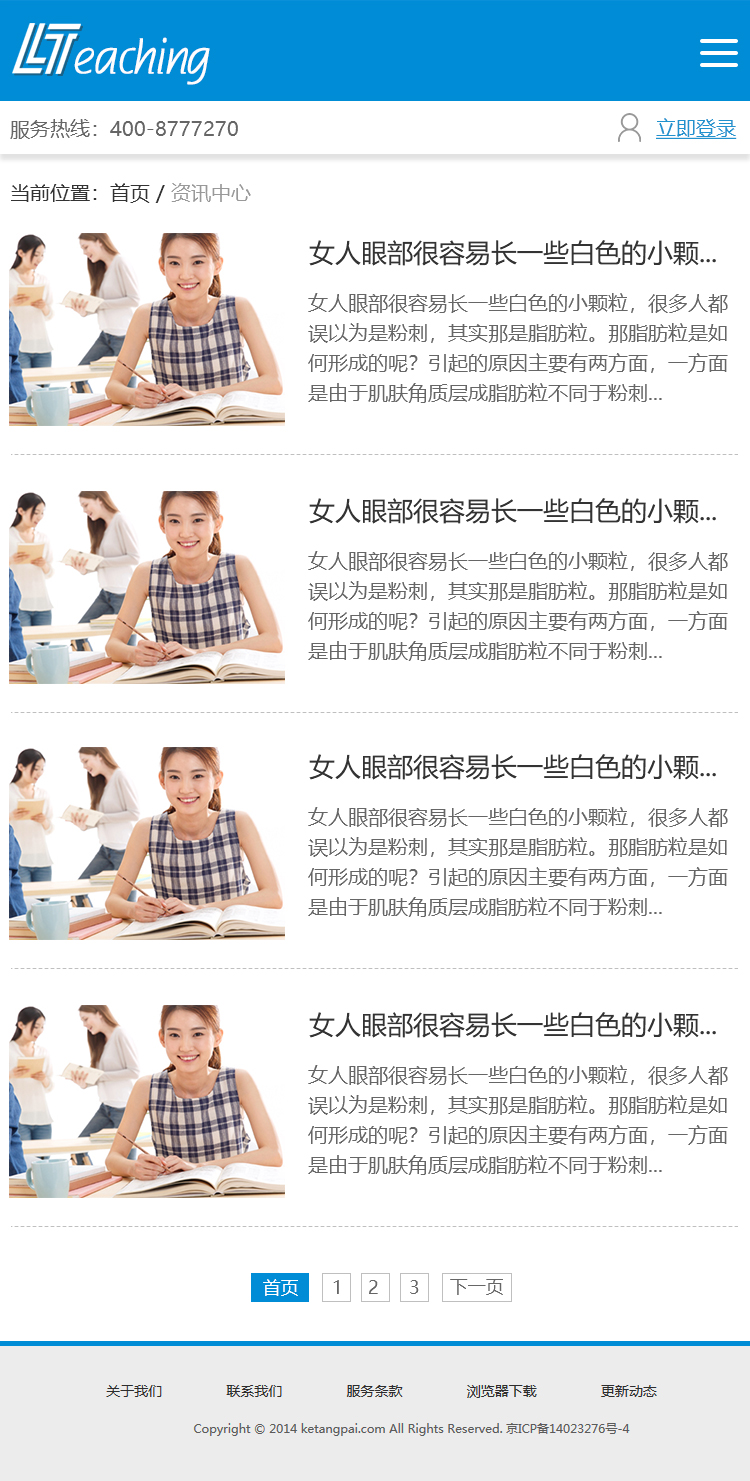 LLTeaching
服务热线：400-8777270
立即登录
当前位置：首页 / 资讯中心
女人眼部很容易长一些白色的小颗...
女人眼部很容易长一些白色的小颗粒，很多人都
误以为是粉刺，其实那是脂肪粒。那脂肪粒是如
何形成的呢？引起的原因主要有两方面，一方面
是由于肌肤角质层成脂肪粒不同于粉刺...
女人眼部很容易长一些白色的小颗...
女人眼部很容易长一些白色的小颗粒，很多人都
误以为是粉刺，其实那是脂肪粒。那脂肪粒是如
何形成的呢？引起的原因主要有两方面，一方面
是由于肌肤角质层成脂肪粒不同于粉刺...
女人眼部很容易长一些白色的小颗...
女人眼部很容易长一些白色的小颗粒，很多人都
误以为是粉刺，其实那是脂肪粒。那脂肪粒是如
何形成的呢？引起的原因主要有两方面，一方面
是由于肌肤角质层成脂肪粒不同于粉刺...
女人眼部很容易长一些白色的小颗...
女人眼部很容易长一些白色的小颗粒，很多人都
误以为是粉刺，其实那是脂肪粒。那脂肪粒是如
何形成的呢？引起的原因主要有两方面，一方面
是由于肌肤角质层成脂肪粒不同于粉刺...
首页 1 2 3 下一页
关于我们 联系我们 服务条款 浏览器下载 更新动态
Copyright © 2014 ketangpai.com All Rights Reserved. 京ICP备14023276号-4